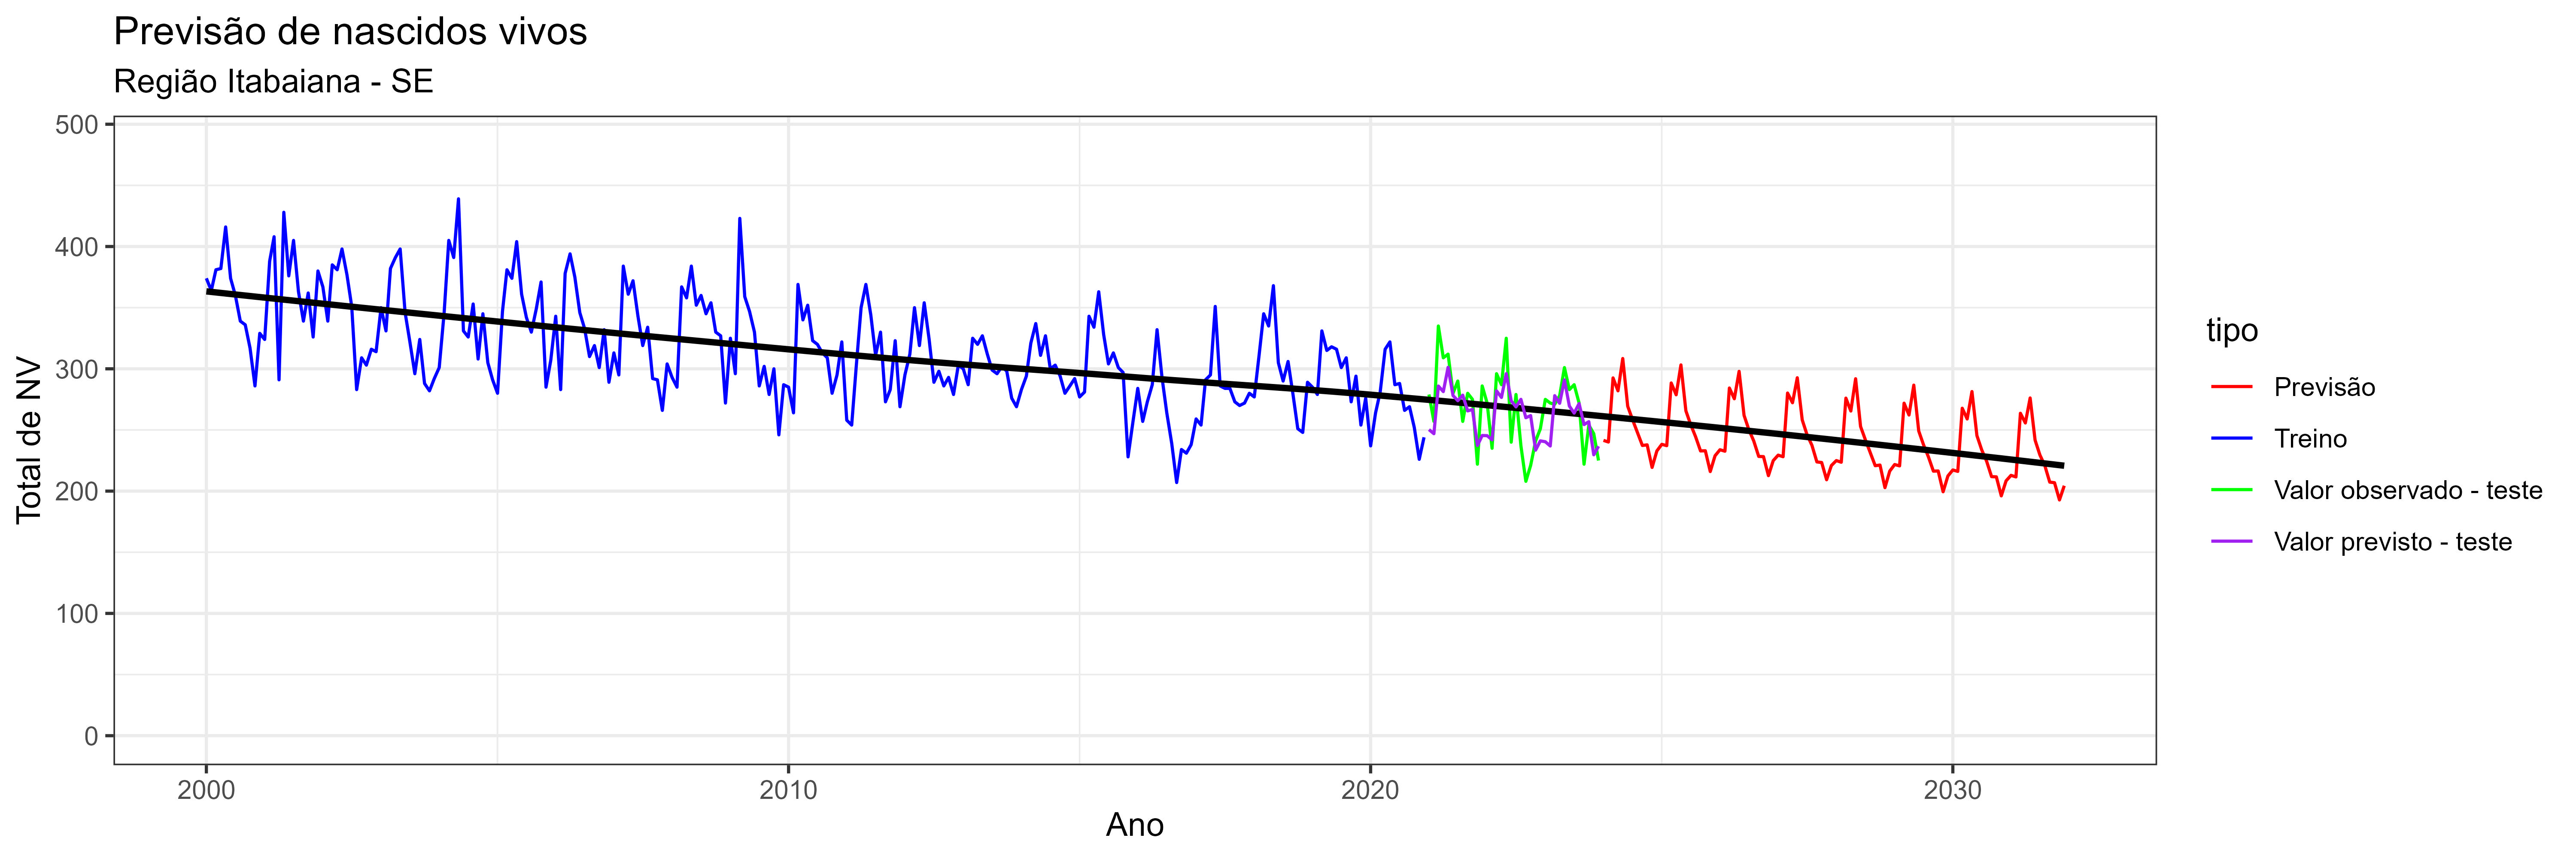 Previsão de nascidos vivos
Região Itabaiana - SE
500
400
300
200
100
0
Total de NV
2000
2010
2020
2030
Ano
tipo
Previsão
Treino
Valor observado - teste
Valor previsto - teste